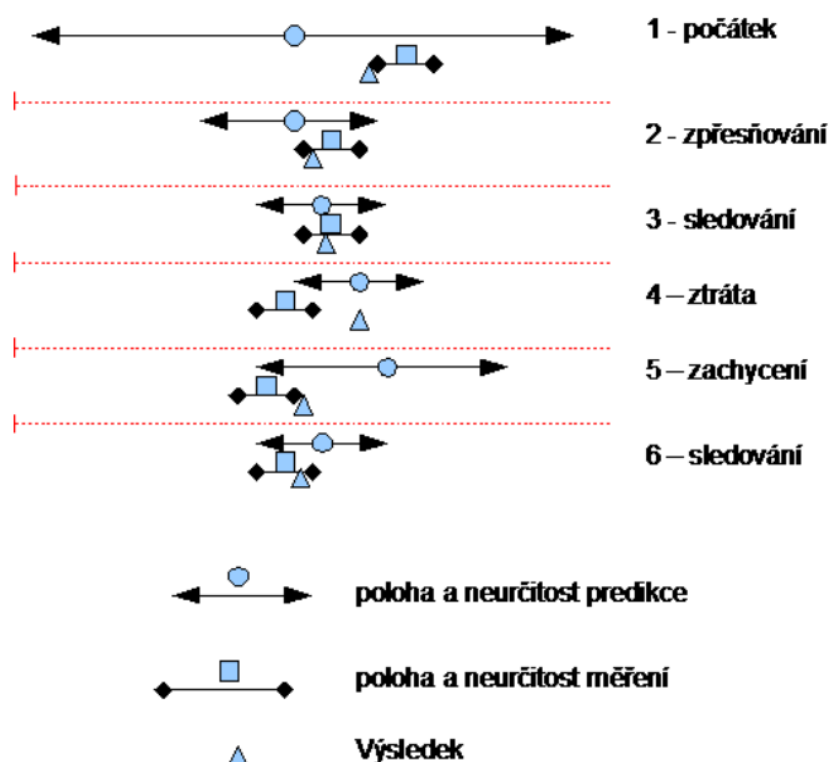 1 - počátek
2 - zpřesňování
3 - sledování
4 – ztráta
5 – zachycení
6 – sledování
poloha a neurčitost predikce
poloha a neurčitost měření
Výsledek